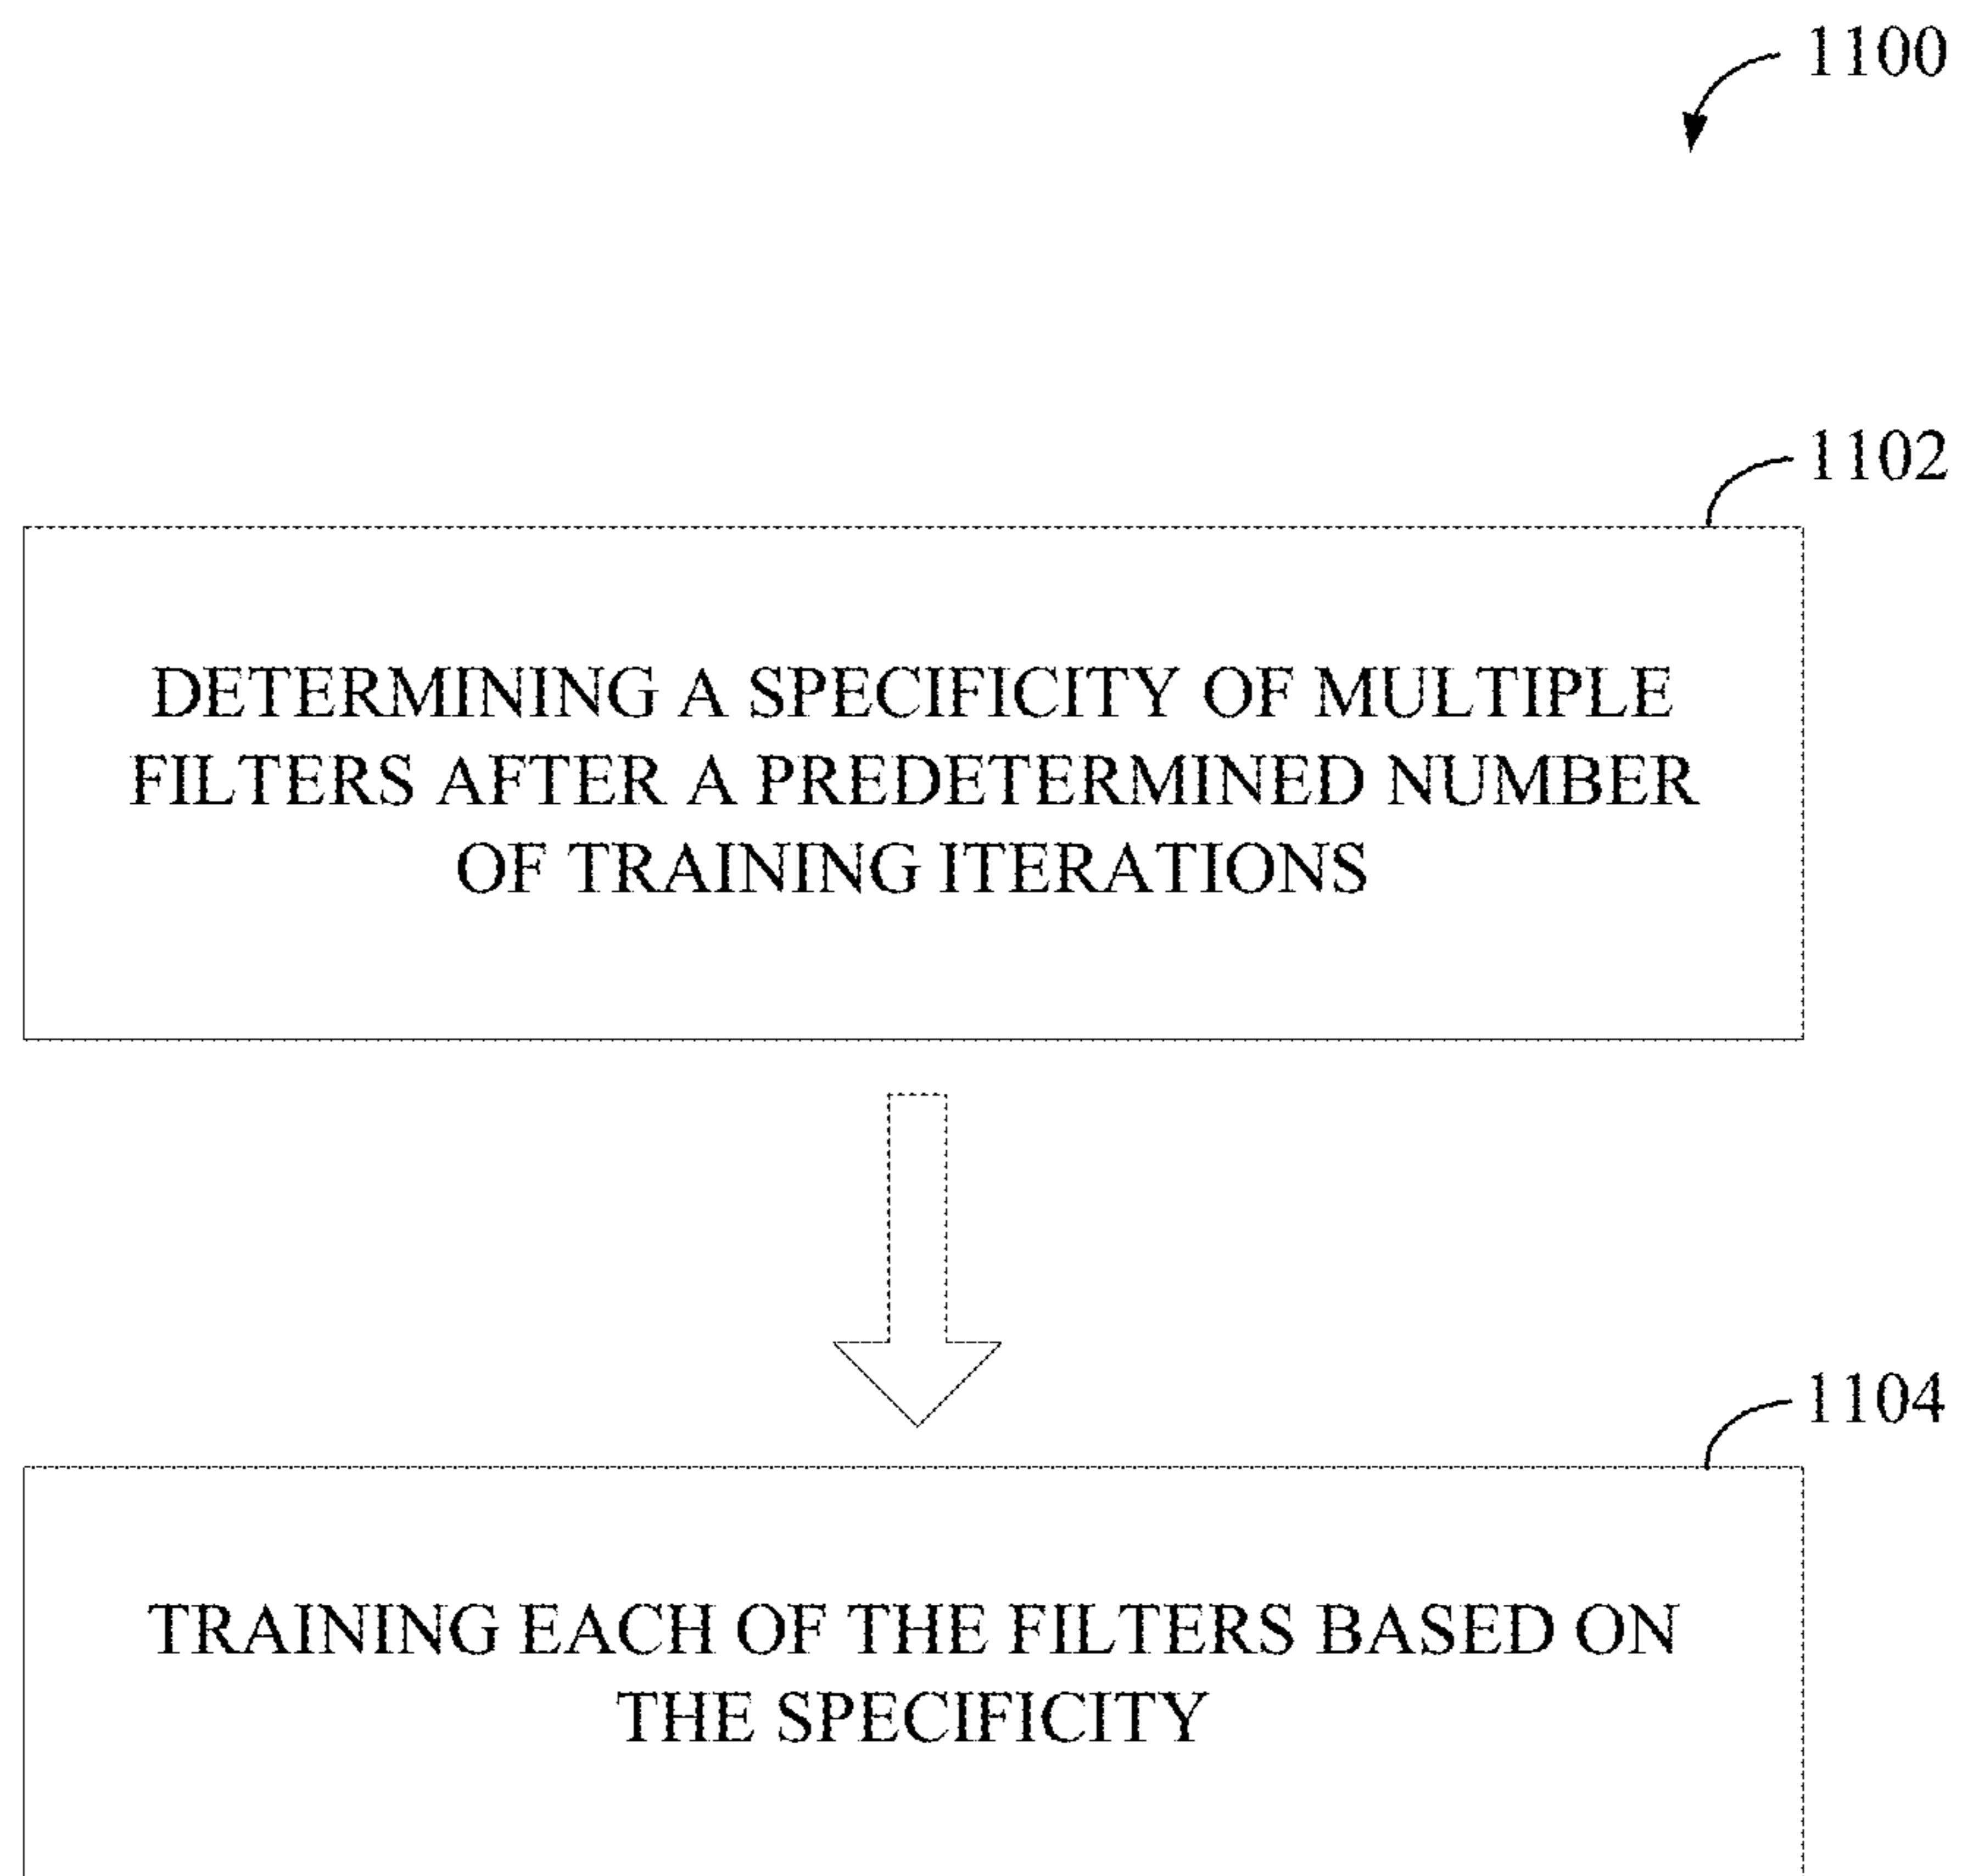 1100
1102
DETERMINING A SPECIFICITY OF MULTIPLE
FILTERS AFTER A PREDETERMINED NUMBER
OF TRAINING ITERATIONS
1104
TRAINING EACH OF THE FILTERS BASED ON
THE SPECIFICITY